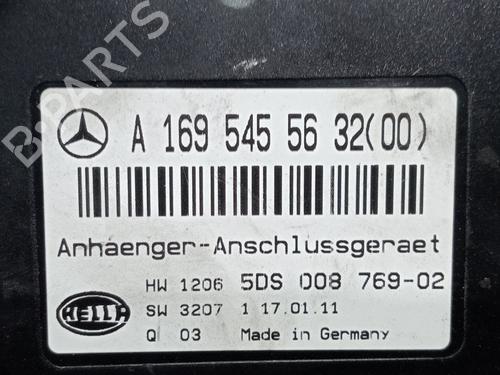 B-PARTS
A 169 545 56 32(00)
Anhaenger-Anschlussgeraet
HW 1206 5DS 008 769-02
HELLA SW 3207 1 17.01.11
Q 03 Made in Germany